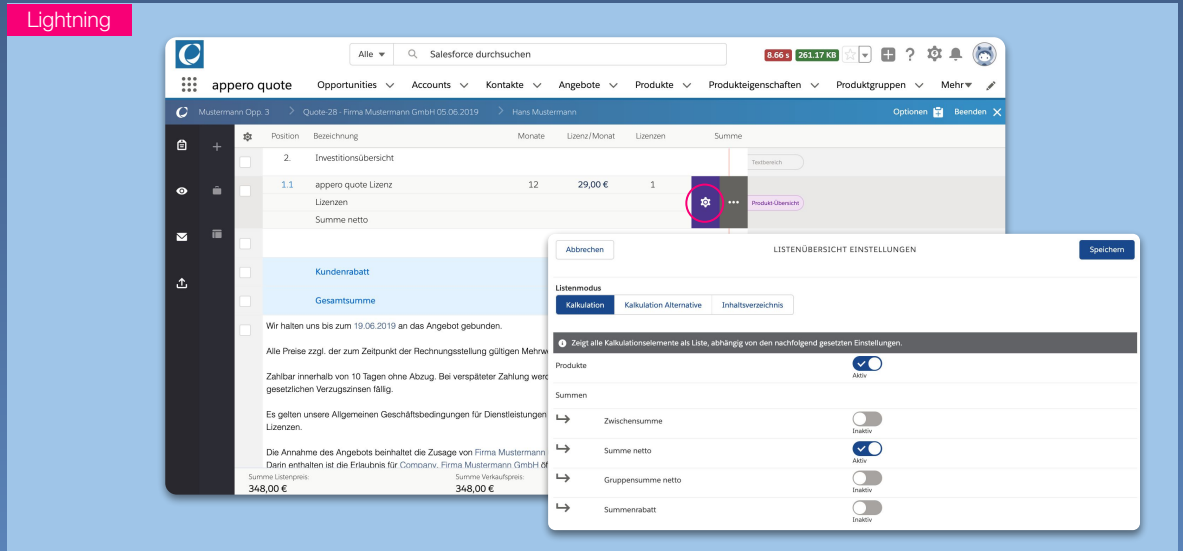 Lightning
Alle
Salesforce durchsuchen
8.66 s 261.17 KB
appero quote Opportunities Accounts Kontakte Angebote Produkte Produkteigenschaften Produktgruppen Mehr
Mustermann Opp. 3 > Quote-28 - Firma Mustermann GmbH 05.06.2019 > Hans Mustermann Optionen Beenden
Position Bezeichnung Monate Lizenz/Monat Lizenzen Summe
2. Investitionsübersicht
Textbereich
1.1 appero quote Lizenz 12 29,00 € 1
Lizenzen
Produkt-Übersicht
Summe netto
Kundenrabatt
Gesamtsumme
Wir halten uns bis zum 19.06.2019 an das Angebot gebunden.
Alle Preise zzgl. der zum Zeitpunkt der Rechnungsstellung gültigen Mehrw
Zahlbar innerhalb von 10 Tagen ohne Abzug. Bei verspäteter Zahlung werd
gesetzlichen Verzugszinsen fällig.
Es gelten unsere Allgemeinen Geschäftsbedingungen für Dienstleistungen
Lizenzen.
Die Annahme des Angebots beinhaltet die Zusage von Firma Mustermann
Darin enthalten ist die Erlaubnis für Company, Firma Mustermann GmbH öf
Summe Listenpreis: Summe Verkaufspreis:
348,00 € 348,00 €
Abbrechen LISTENÜBERSICHT EINSTELLUNGEN Speichern
Listenmodus
Kalkulation Kalkulation Alternative Inhaltsverzeichnis
Zeigt alle Kalkulationselemente als Liste, abhängig von den nachfolgend gesetzten Einstellungen.
Produkte
Aktiv
Summen
Zwischensumme
Inaktiv
Summe netto
Aktiv
Gruppensumme netto
Inaktiv
Summenrabatt
Inaktiv